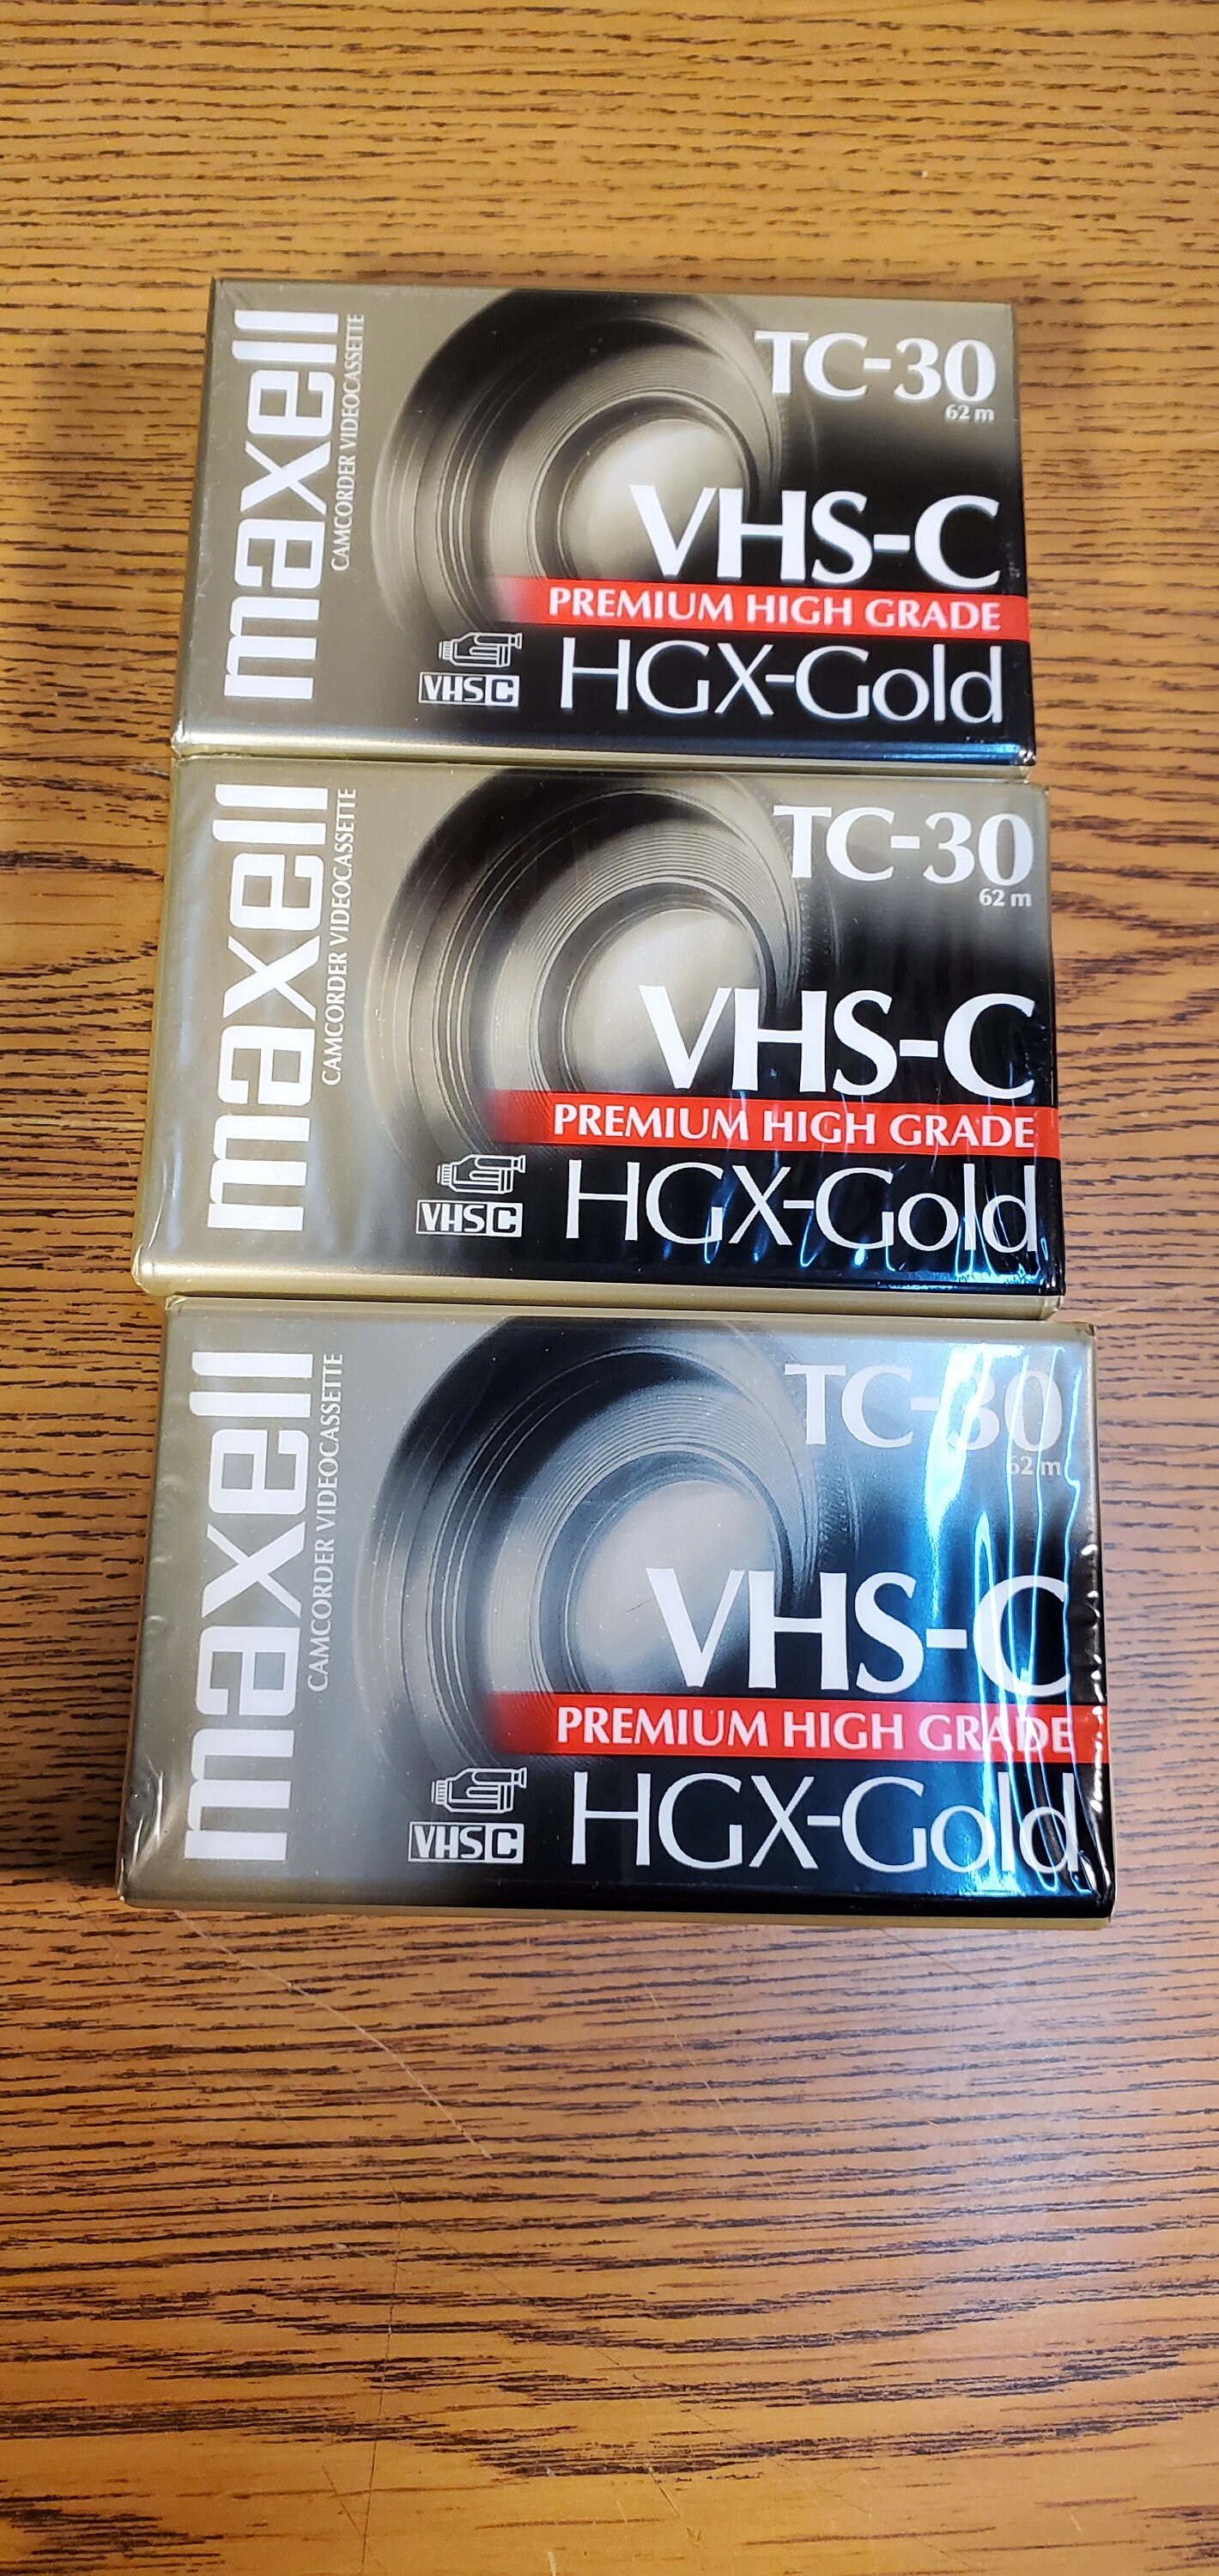 maxell
CAMCORDER VIDEOCASSETTE
TC-30
62 m
VHS-C
PREMIUM HIGH GRADE
HGX-Gold
VHS C
maxell
CAMCORDER VIDEOCASSETTE
TC-30
62 m
VHS-C
PREMIUM HIGH GRADE
HGX-Gold
VHS C
maxell
CAMCORDER VIDEOCASSETTE
TC-30
62 m
VHS-C
PREMIUM HIGH GRADE
HGX-Gold
VHS C